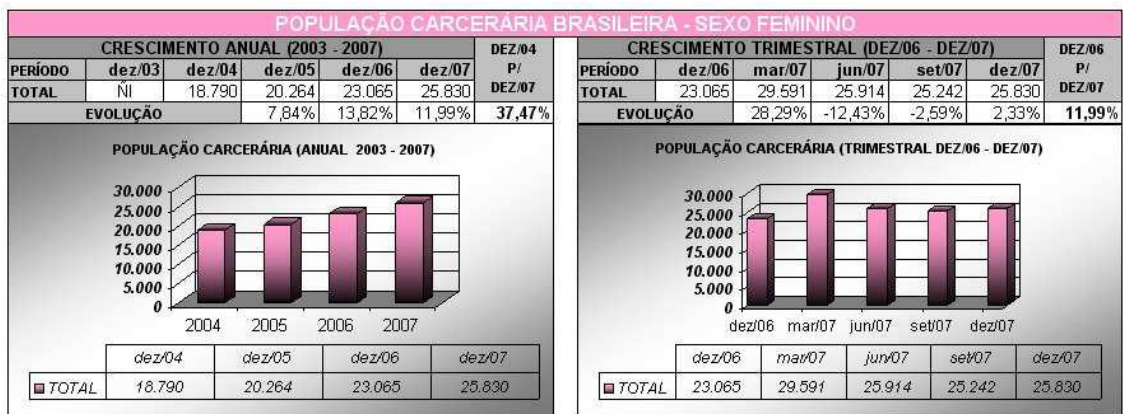 POPULAÇÃO CARCERÁRIA BRASILEIRA - SEXO FEMININO
CRESCIMENTO ANUAL (2003 - 2007) DEZ/04 P/ DEZ/07
PERÍODO dez/03 dez/04 dez/05 dez/06 dez/07
TOTAL ÑI 18.790 20.264 23.065 25.830
EVOLUÇÃO 7,84% 13,82% 11,99% 37,47%
POPULAÇÃO CARCERÁRIA (ANUAL 2003 - 2007)
30.000
25.000
20.000
15.000
10.000
5.000
0
2004 2005 2006 2007
dez/04 dez/05 dez/06 dez/07
TOTAL 18.790 20.264 23.065 25.830
CRESCIMENTO TRIMESTRAL (DEZ/06 - DEZ/07) DEZ/06 P/ DEZ/07
PERÍODO dez/06 mar/07 jun/07 set/07 dez/07
TOTAL 23.065 29.591 25.914 25.242 25.830
EVOLUÇÃO 28,29% -12,43% -2,59% 2,33% 11,99%
POPULAÇÃO CARCERÁRIA (TRIMESTRAL DEZ/06 - DEZ/07)
30.000
25.000
20.000
15.000
10.000
5.000
0
dez/06 mar/07 jun/07 set/07 dez/07
dez/06 mar/07 jun/07 set/07 dez/07
TOTAL 23.065 29.591 25.914 25.242 25.830